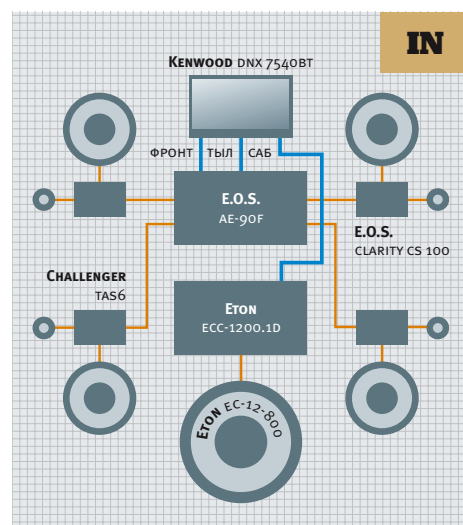 IN
KENWOOD DNX 7540BT
ФРОНТ ТЫЛ САБ
E.O.S.
AE-90F
E.O.S.
CLARITY CS 100
CHALLENGER
TAS6
ETON
ECC-1200.1D
ETON EC-12-800